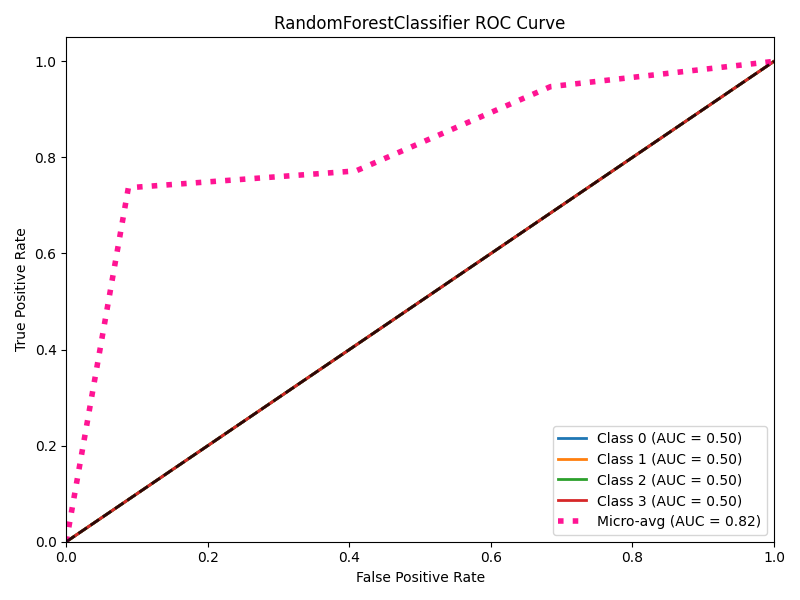 RandomForestClassifier ROC Curve
True Positive Rate
1.0
0.8
0.6
0.4
0.2
0.0
0.0 0.2 0.4 0.6 0.8 1.0
False Positive Rate
Class 0 (AUC = 0.50)
Class 1 (AUC = 0.50)
Class 2 (AUC = 0.50)
Class 3 (AUC = 0.50)
Micro-avg (AUC = 0.82)